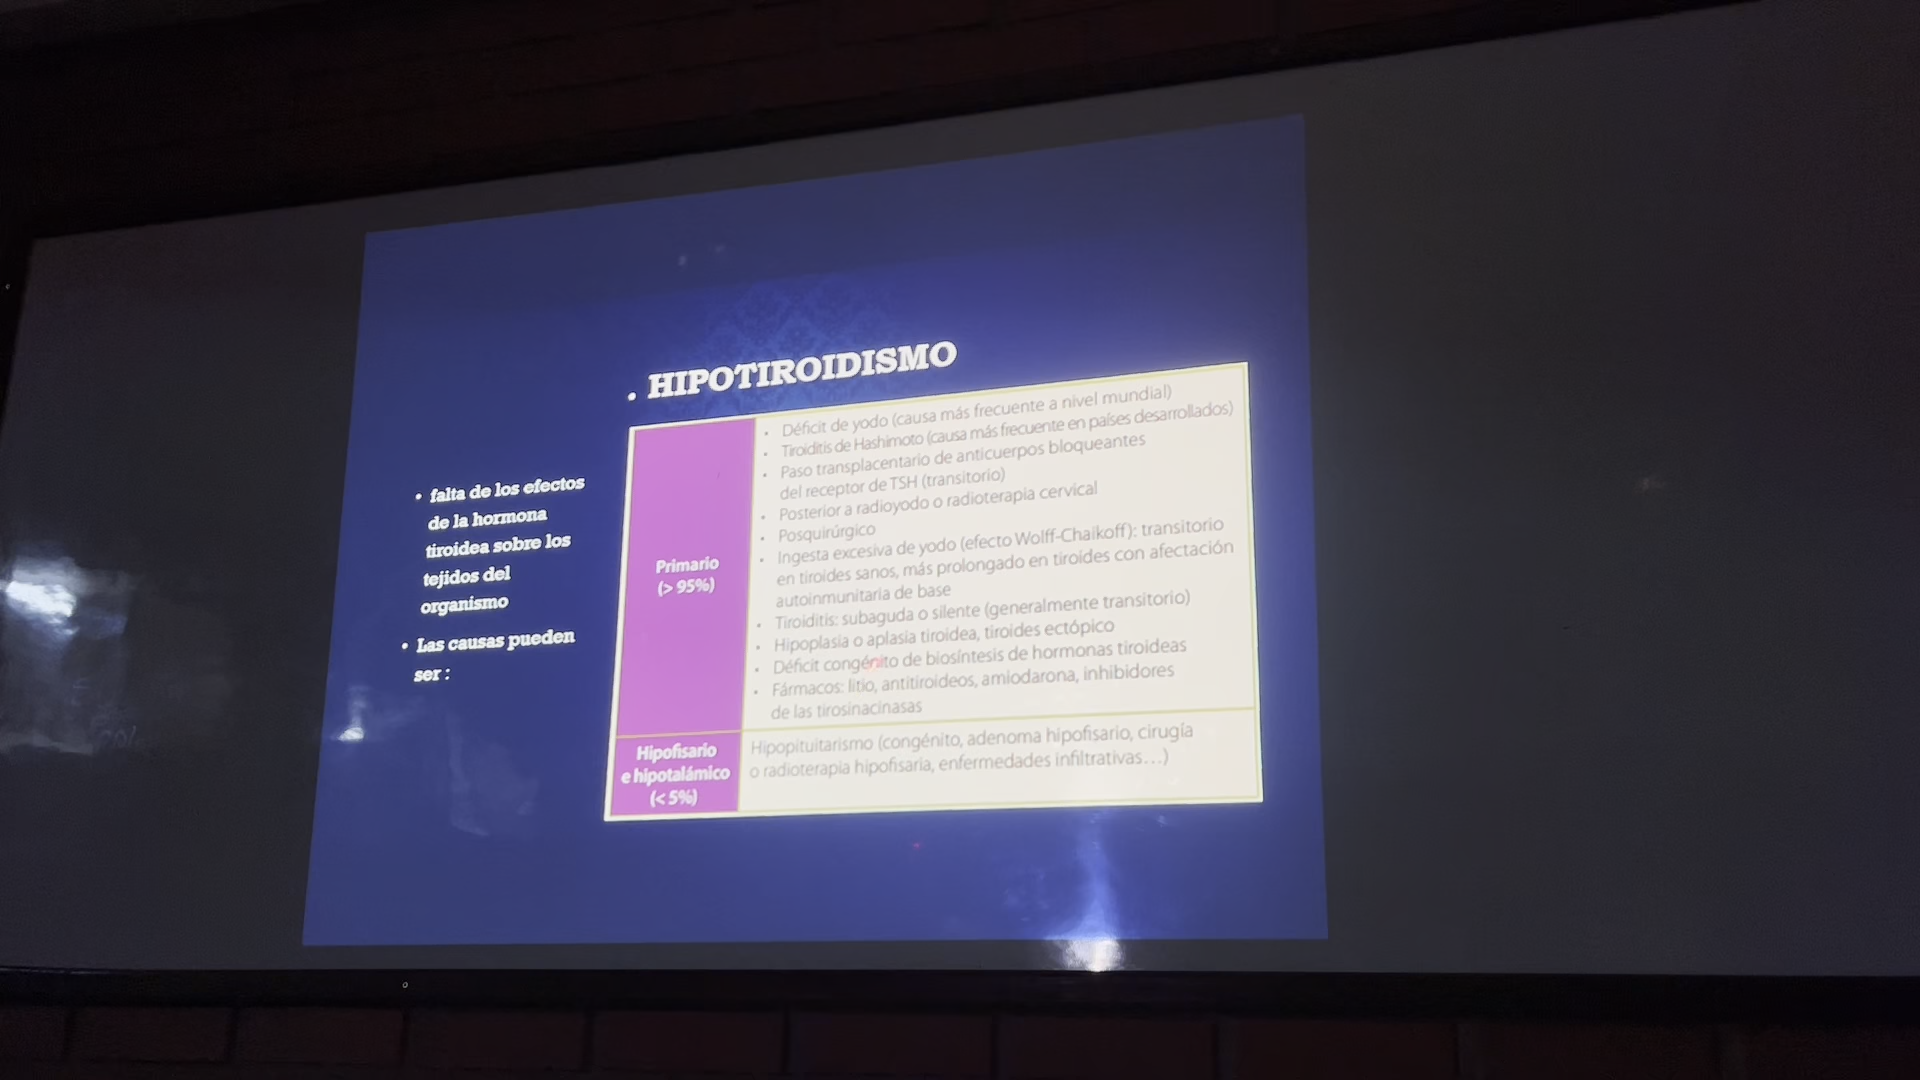 . HIPOTIROIDISMO
• falta de los efectos
de la hormona
tiroidea sobre los
tejidos del
organismo
• Las causas pueden
ser :
Primario
(> 95%)
• Déficit de yodo (causa más frecuente a nivel mundial)
• Tiroiditis de Hashimoto (causa más frecuente en países desarrollados)
• Paso transplacentario de anticuerpos bloqueantes
del receptor de TSH (transitorio)
• Posterior a radioyodo o radioterapia cervical
• Posquirúrgico
• Ingesta excesiva de yodo (efecto Wolff-Chaikoff): transitorio
en tiroides sanos, más prolongado en tiroides con afectación
autoinmunitaria de base
• Tiroiditis: subaguda o silente (generalmente transitorio)
• Hipoplasia o aplasia tiroidea, tiroides ectópico
• Déficit congénito de biosíntesis de hormonas tiroideas
• Fármacos: litio, antitiroideos, amiodarona, inhibidores
de las tirosinacinasas
Hipofisario
e hipotalámico
(< 5%)
Hipopituitarismo (congénito, adenoma hipofisario, cirugía
o radioterapia hipofisaria, enfermedades infiltrativas…)